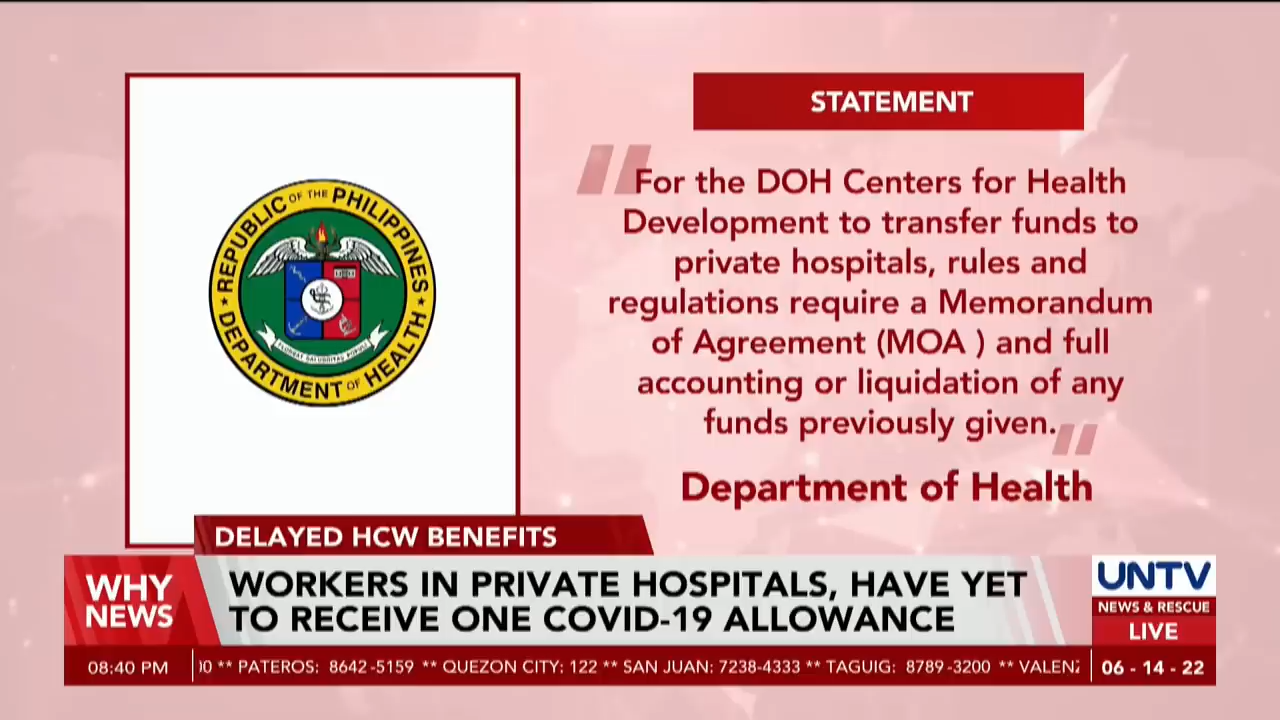 STATEMENT
For the DOH Centers for Health
Development to transfer funds to
private hospitals, rules and
regulations require a Memorandum
of Agreement (MOA ) and full
accounting or liquidation of any
funds previously given.
Department of Health
REPUBLIC OF THE PHILIPPINES
DEPARTMENT OF HEALTH
DELAYED HCW BENEFITS
WHY
NEWS
WORKERS IN PRIVATE HOSPITALS, HAVE YET
TO RECEIVE ONE COVID-19 ALLOWANCE
UNTV
NEWS & RESCUE
LIVE
08:40 PM
** PATEROS: 8642-5159 ** QUEZON CITY: 122 ** SAN JUAN: 7238-4333 ** TAGUIG: 8789-3200 ** VALENZ
06 - 14 - 22